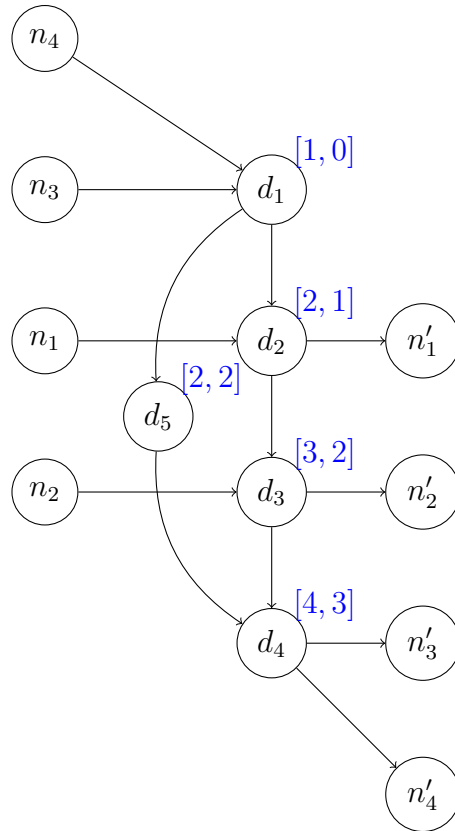 n₄
[1, 0]
n₃ d₁
[2, 1]
n₁ d₂ n′₁
[2, 2]
d₅
[3, 2]
n₂ d₃ n′₂
[4, 3]
d₄ n′₃
n′₄